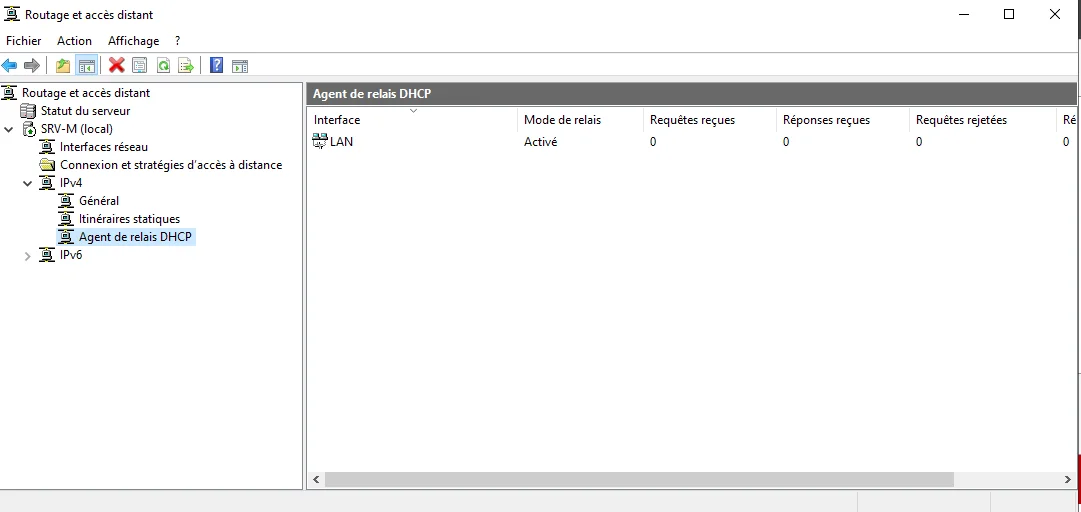 Routage et accès distant
Fichier Action Affichage ?
Routage et accès distant
Statut du serveur
SRV-M (local)
Interfaces réseau
Connexion et stratégies d'accès à distance
IPv4
Général
Itinéraires statiques
Agent de relais DHCP
IPv6
Agent de relais DHCP
Interface Mode de relais Requêtes reçues Réponses reçues Requêtes rejetées Ré
LAN Activé 0 0 0 0